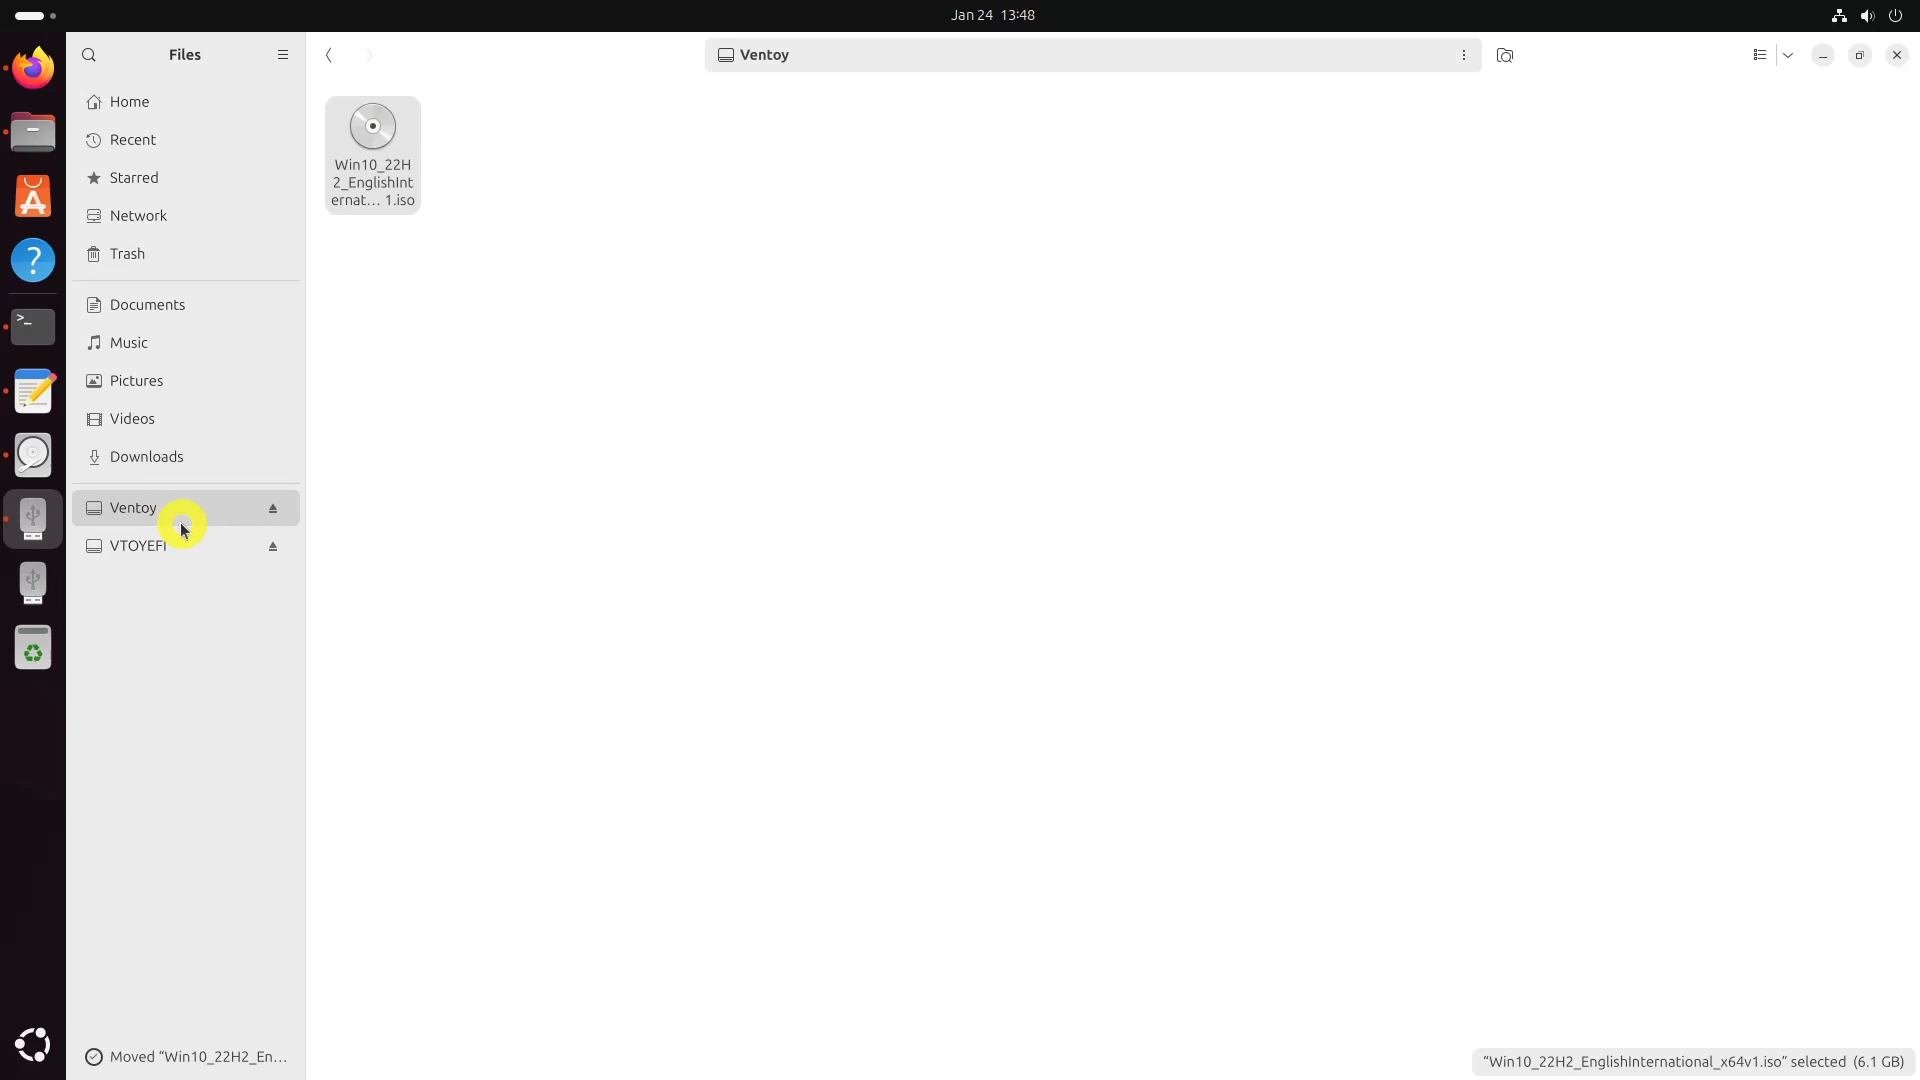 Jan 24 13:48
Files
Ventoy
Home
Recent
Starred
Network
Trash
Documents
Music
Pictures
Videos
Downloads
Ventoy
VTOYEFI
Win10_22H
2_EnglishInt
ernat… 1.iso
Moved “Win10_22H2_En…
“Win10_22H2_EnglishInternational_x64v1.iso” selected (6.1 GB)